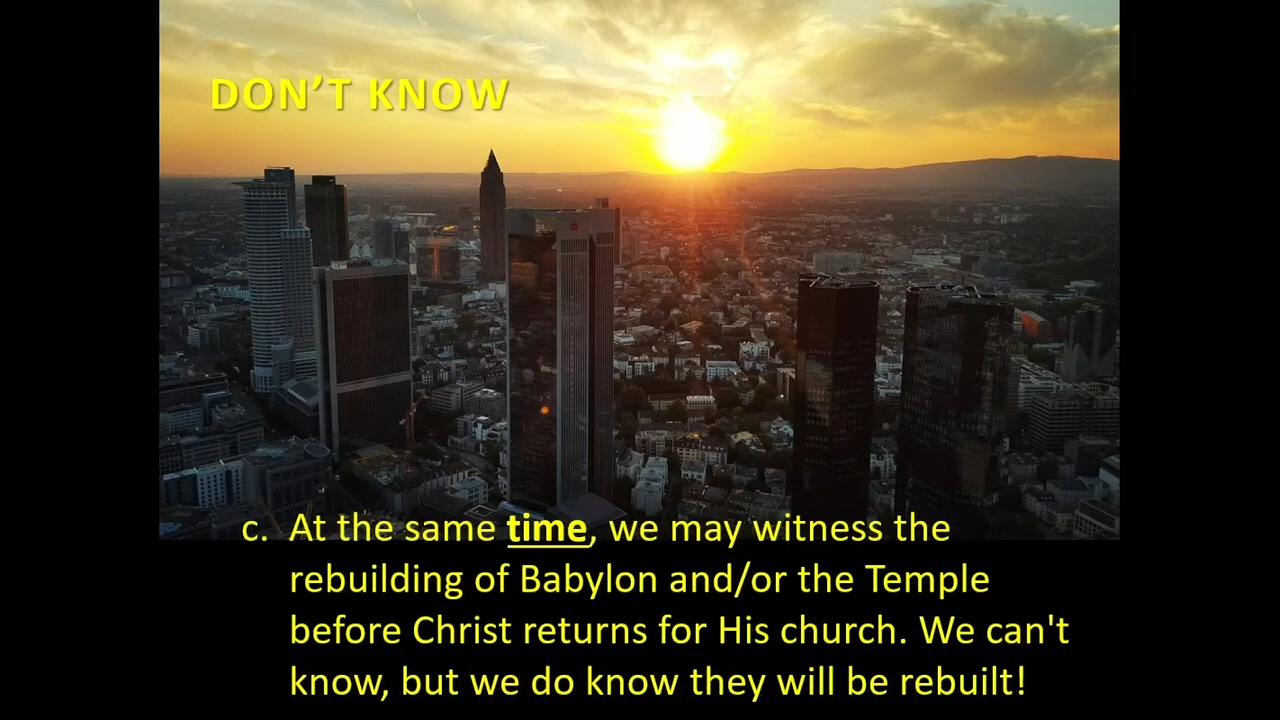 DON’T KNOW
c. At the same time, we may witness the
rebuilding of Babylon and/or the Temple
before Christ returns for His church. We can't
know, but we do know they will be rebuilt!